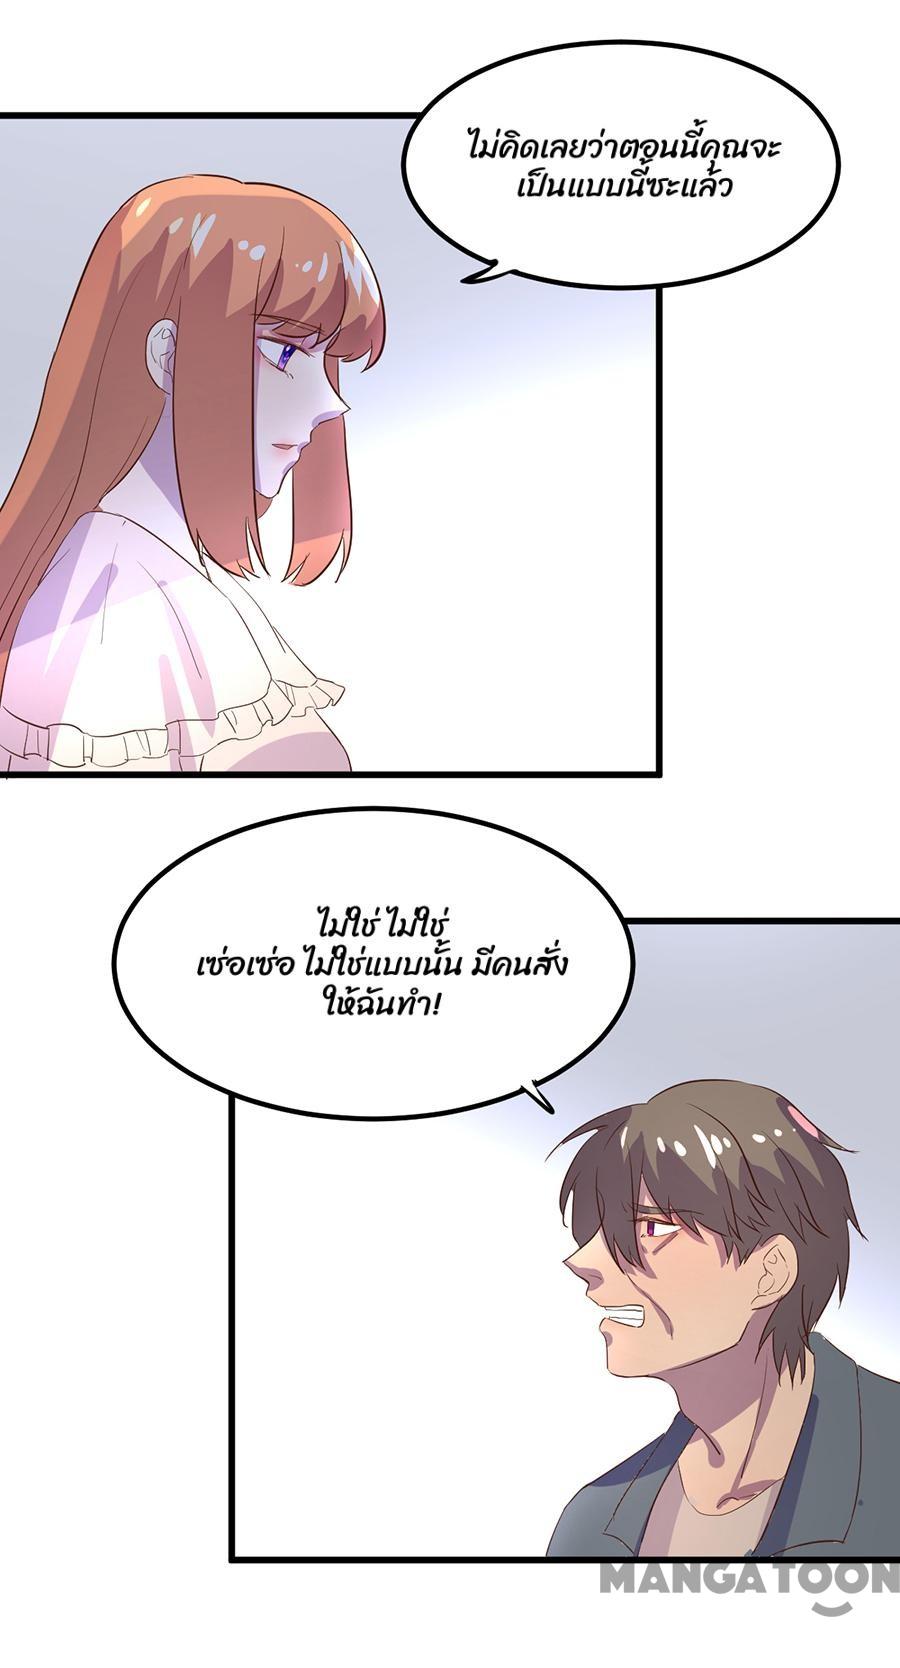 ไม่คิดเลยว่าตอนนี้คุณจะ
เป็นแบบนี้ซะแล้ว
ไม่ใช่ ไม่ใช่
เซ่อเซ่อ ไม่ใช่แบบนั้น มีคนสั่ง
ให้ฉันทำ!
MANGATOON